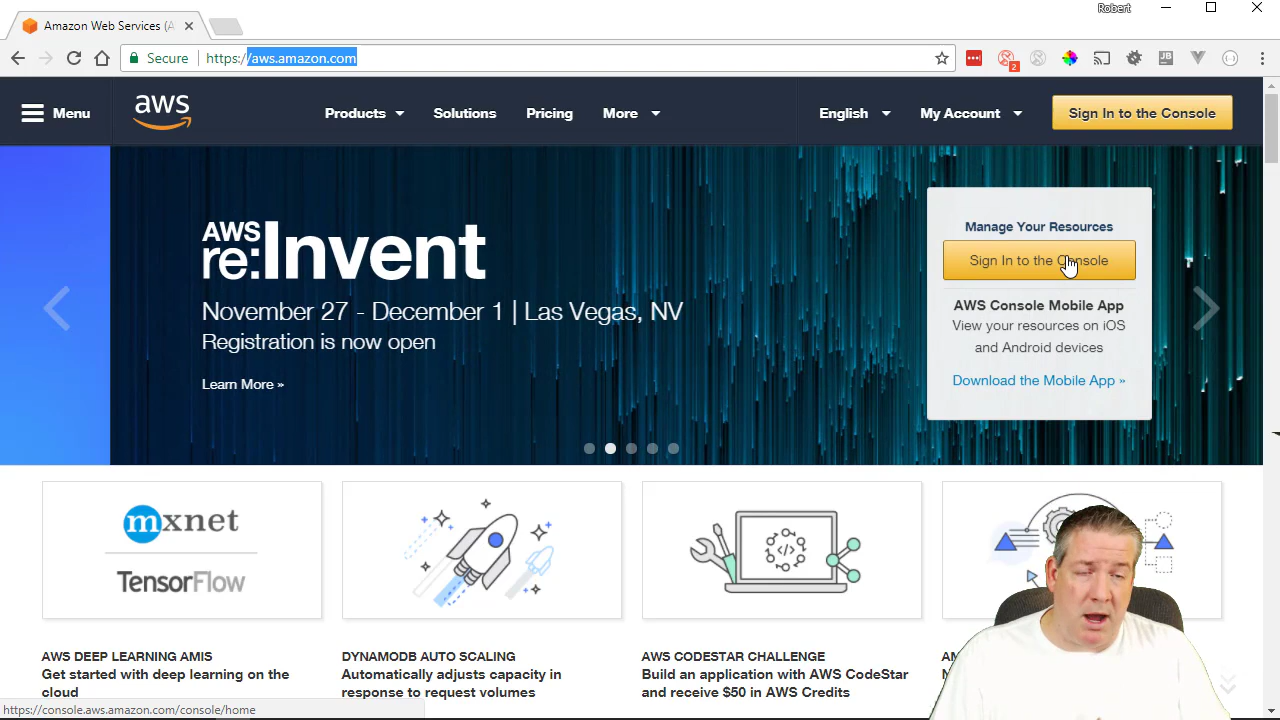 Robert
Amazon Web Services (A
Secure https://aws.amazon.com
2
JB
Menu
aws
Products
Solutions
Pricing
More
English
My Account
Sign In to the Console
AWS
re:Invent
November 27 - December 1 | Las Vegas, NV
Registration is now open
Learn More »
Manage Your Resources
Sign In to the Console
AWS Console Mobile App
View your resources on iOS
and Android devices
Download the Mobile App »
mxnet
TensorFlow
</>
AWS DEEP LEARNING AMIS
Get started with deep learning on the
cloud
DYNAMODB AUTO SCALING
Automatically adjusts capacity in
response to request volumes
AWS CODESTAR CHALLENGE
Build an application with AWS CodeStar
and receive $50 in AWS Credits
https://console.aws.amazon.com/console/home